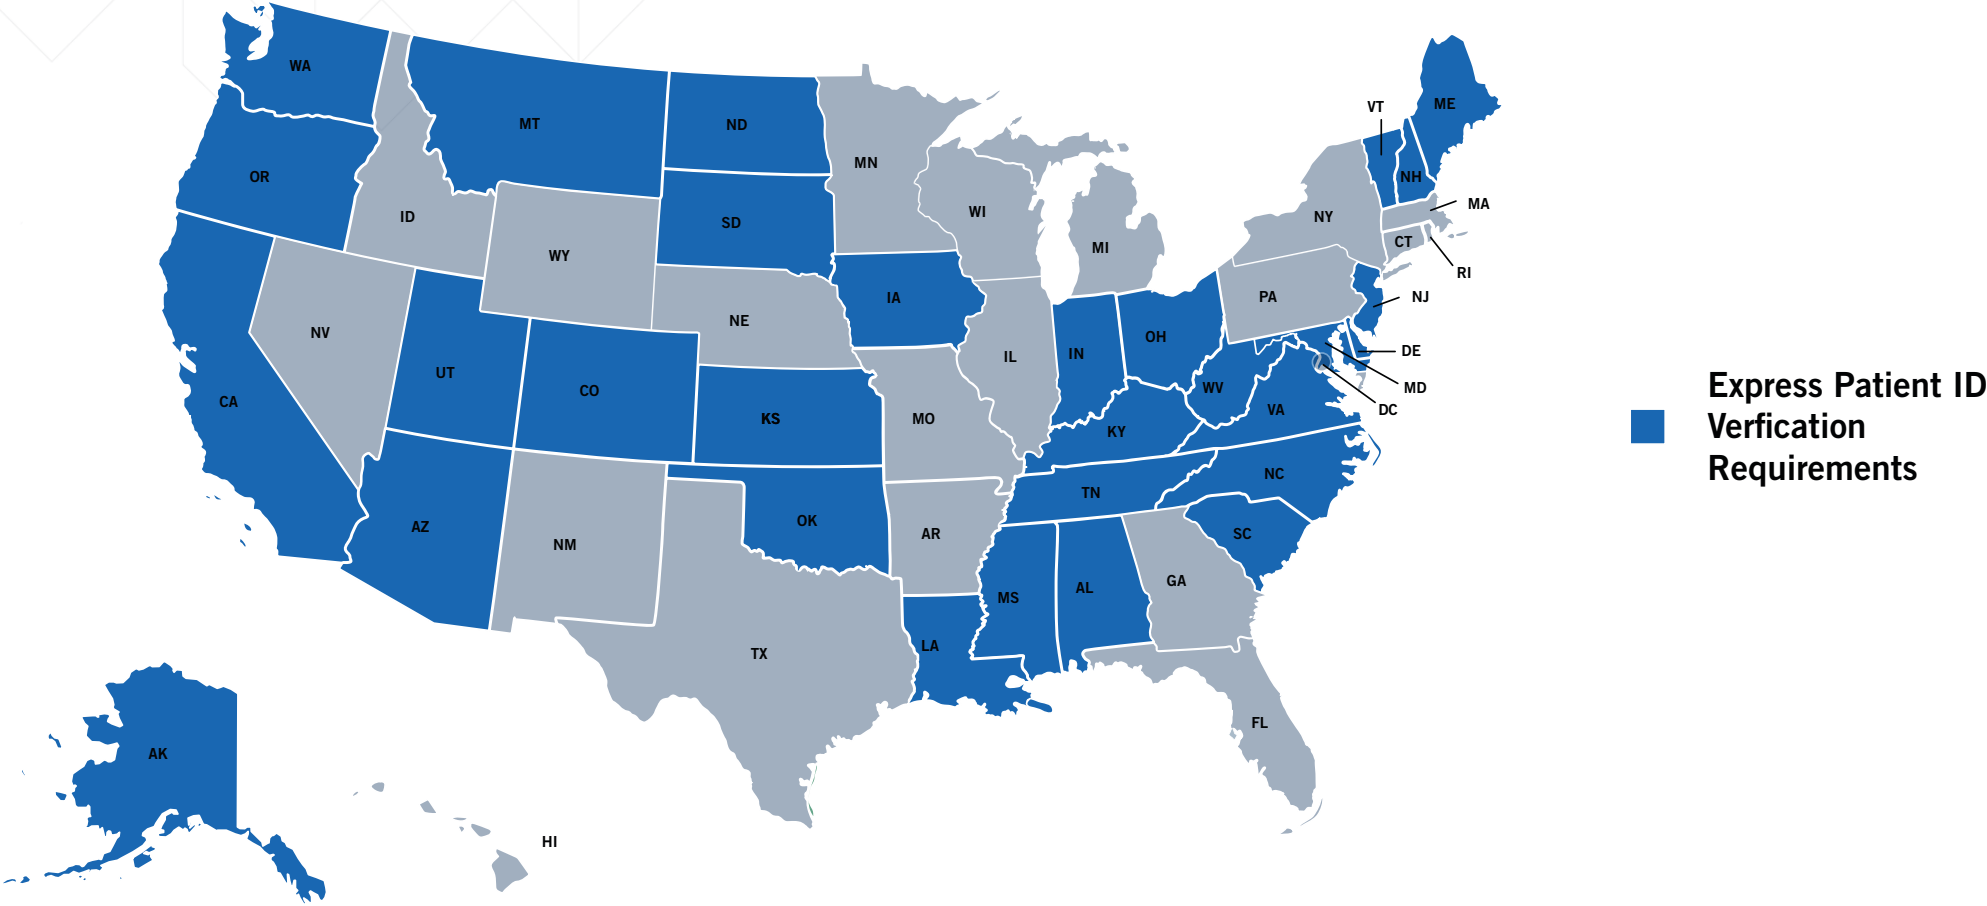 WA
MT
ND
MN
VT
ME
OR
ID
SD
WI
MI
NY
NH
MA
WY
CT
RI
IA
PA
NJ
NV
NE
IL
IN
OH
DE
UT
CO
KS
MO
WV
MD
CA
KY
VA
DC
Express Patient ID
Verfication
Requirements
AZ
NM
OK
AR
TN
NC
SC
TX
LA
MS
AL
GA
FL
AK
HI